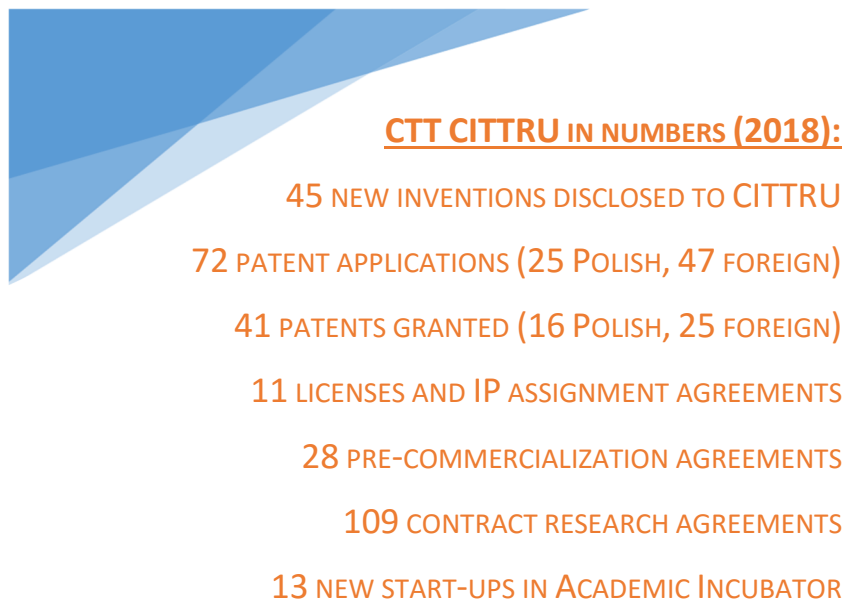 CTT CITTRU IN NUMBERS (2018):
45 NEW INVENTIONS DISCLOSED TO CITTRU
72 PATENT APPLICATIONS (25 POLISH, 47 FOREIGN)
41 PATENTS GRANTED (16 POLISH, 25 FOREIGN)
11 LICENSES AND IP ASSIGNMENT AGREEMENTS
28 PRE-COMMERCIALIZATION AGREEMENTS
109 CONTRACT RESEARCH AGREEMENTS
13 NEW START-UPS IN ACADEMIC INCUBATOR